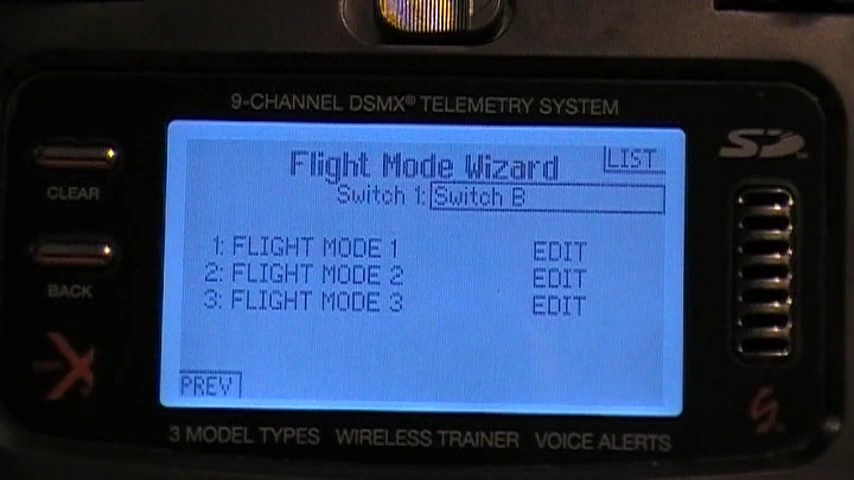 9-CHANNEL DSMX® TELEMETRY SYSTEM
Flight Mode Wizard
LIST
Switch 1: Switch B
1: FLIGHT MODE 1 EDIT
2: FLIGHT MODE 2 EDIT
3: FLIGHT MODE 3 EDIT
PREV
CLEAR
BACK
SD
3 MODEL TYPES WIRELESS TRAINER VOICE ALERTS